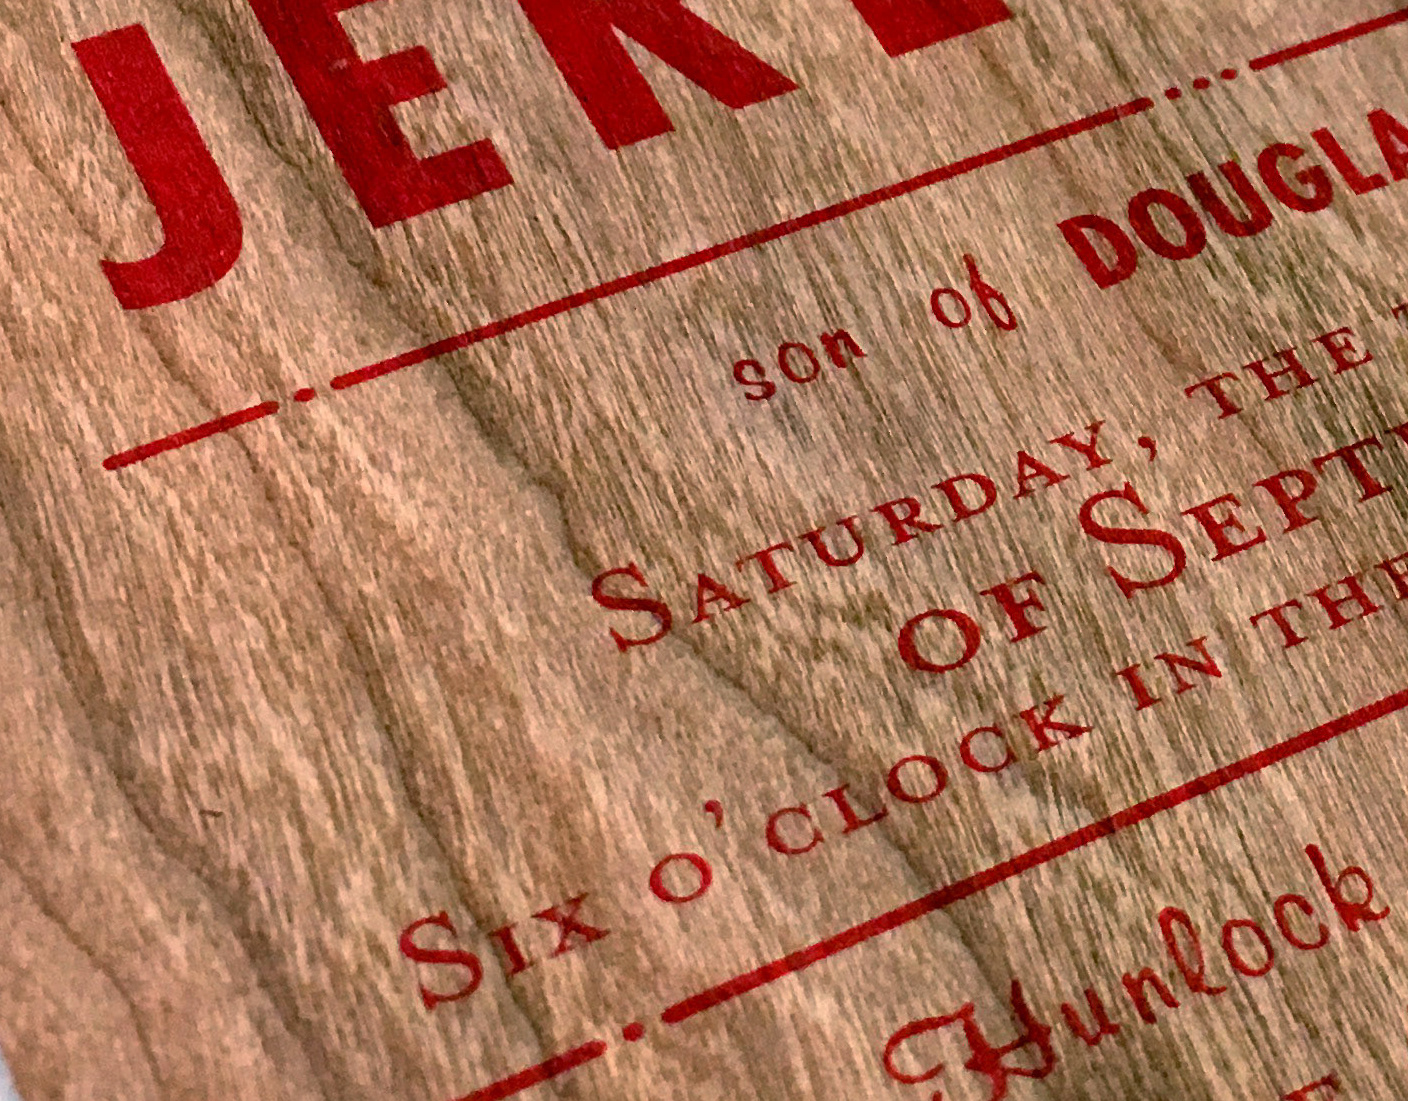 JER
son of DOUGLA
SATURDAY, THE
OF SEPT
SIX O'CLOCK IN THE
Hunlock